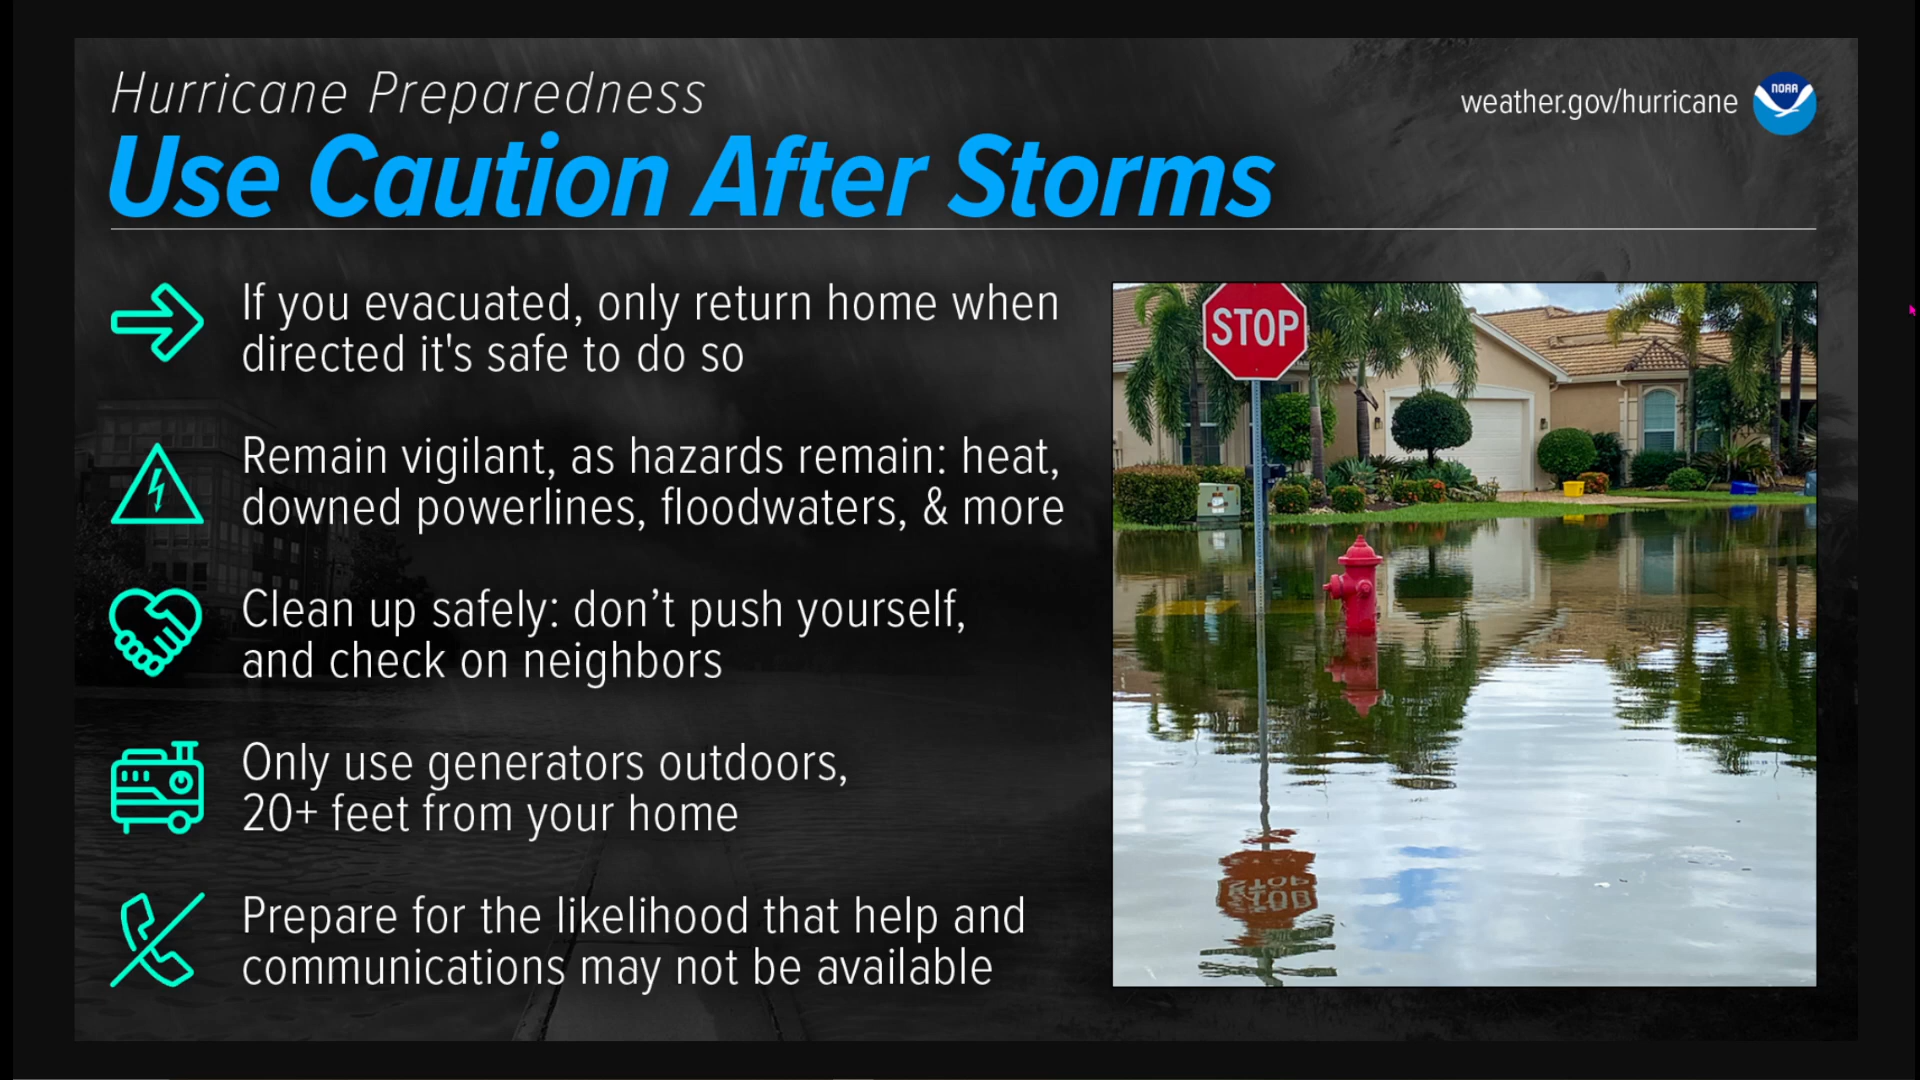 Hurricane Preparedness
Use Caution After Storms
weather.gov/hurricane
NOAA
If you evacuated, only return home when
directed it's safe to do so
Remain vigilant, as hazards remain: heat,
downed powerlines, floodwaters, & more
Clean up safely: don’t push yourself,
and check on neighbors
Only use generators outdoors,
20+ feet from your home
Prepare for the likelihood that help and
communications may not be available
STOP